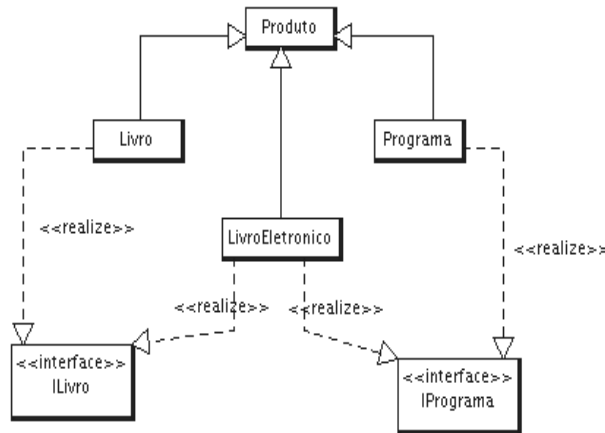 Produto
Livro
Programa
<<realize>>
LivroEletronico
<<realize>>
<<realize>>
<<realize>>
<<interface>>
ILivro
<<interface>>
IPrograma